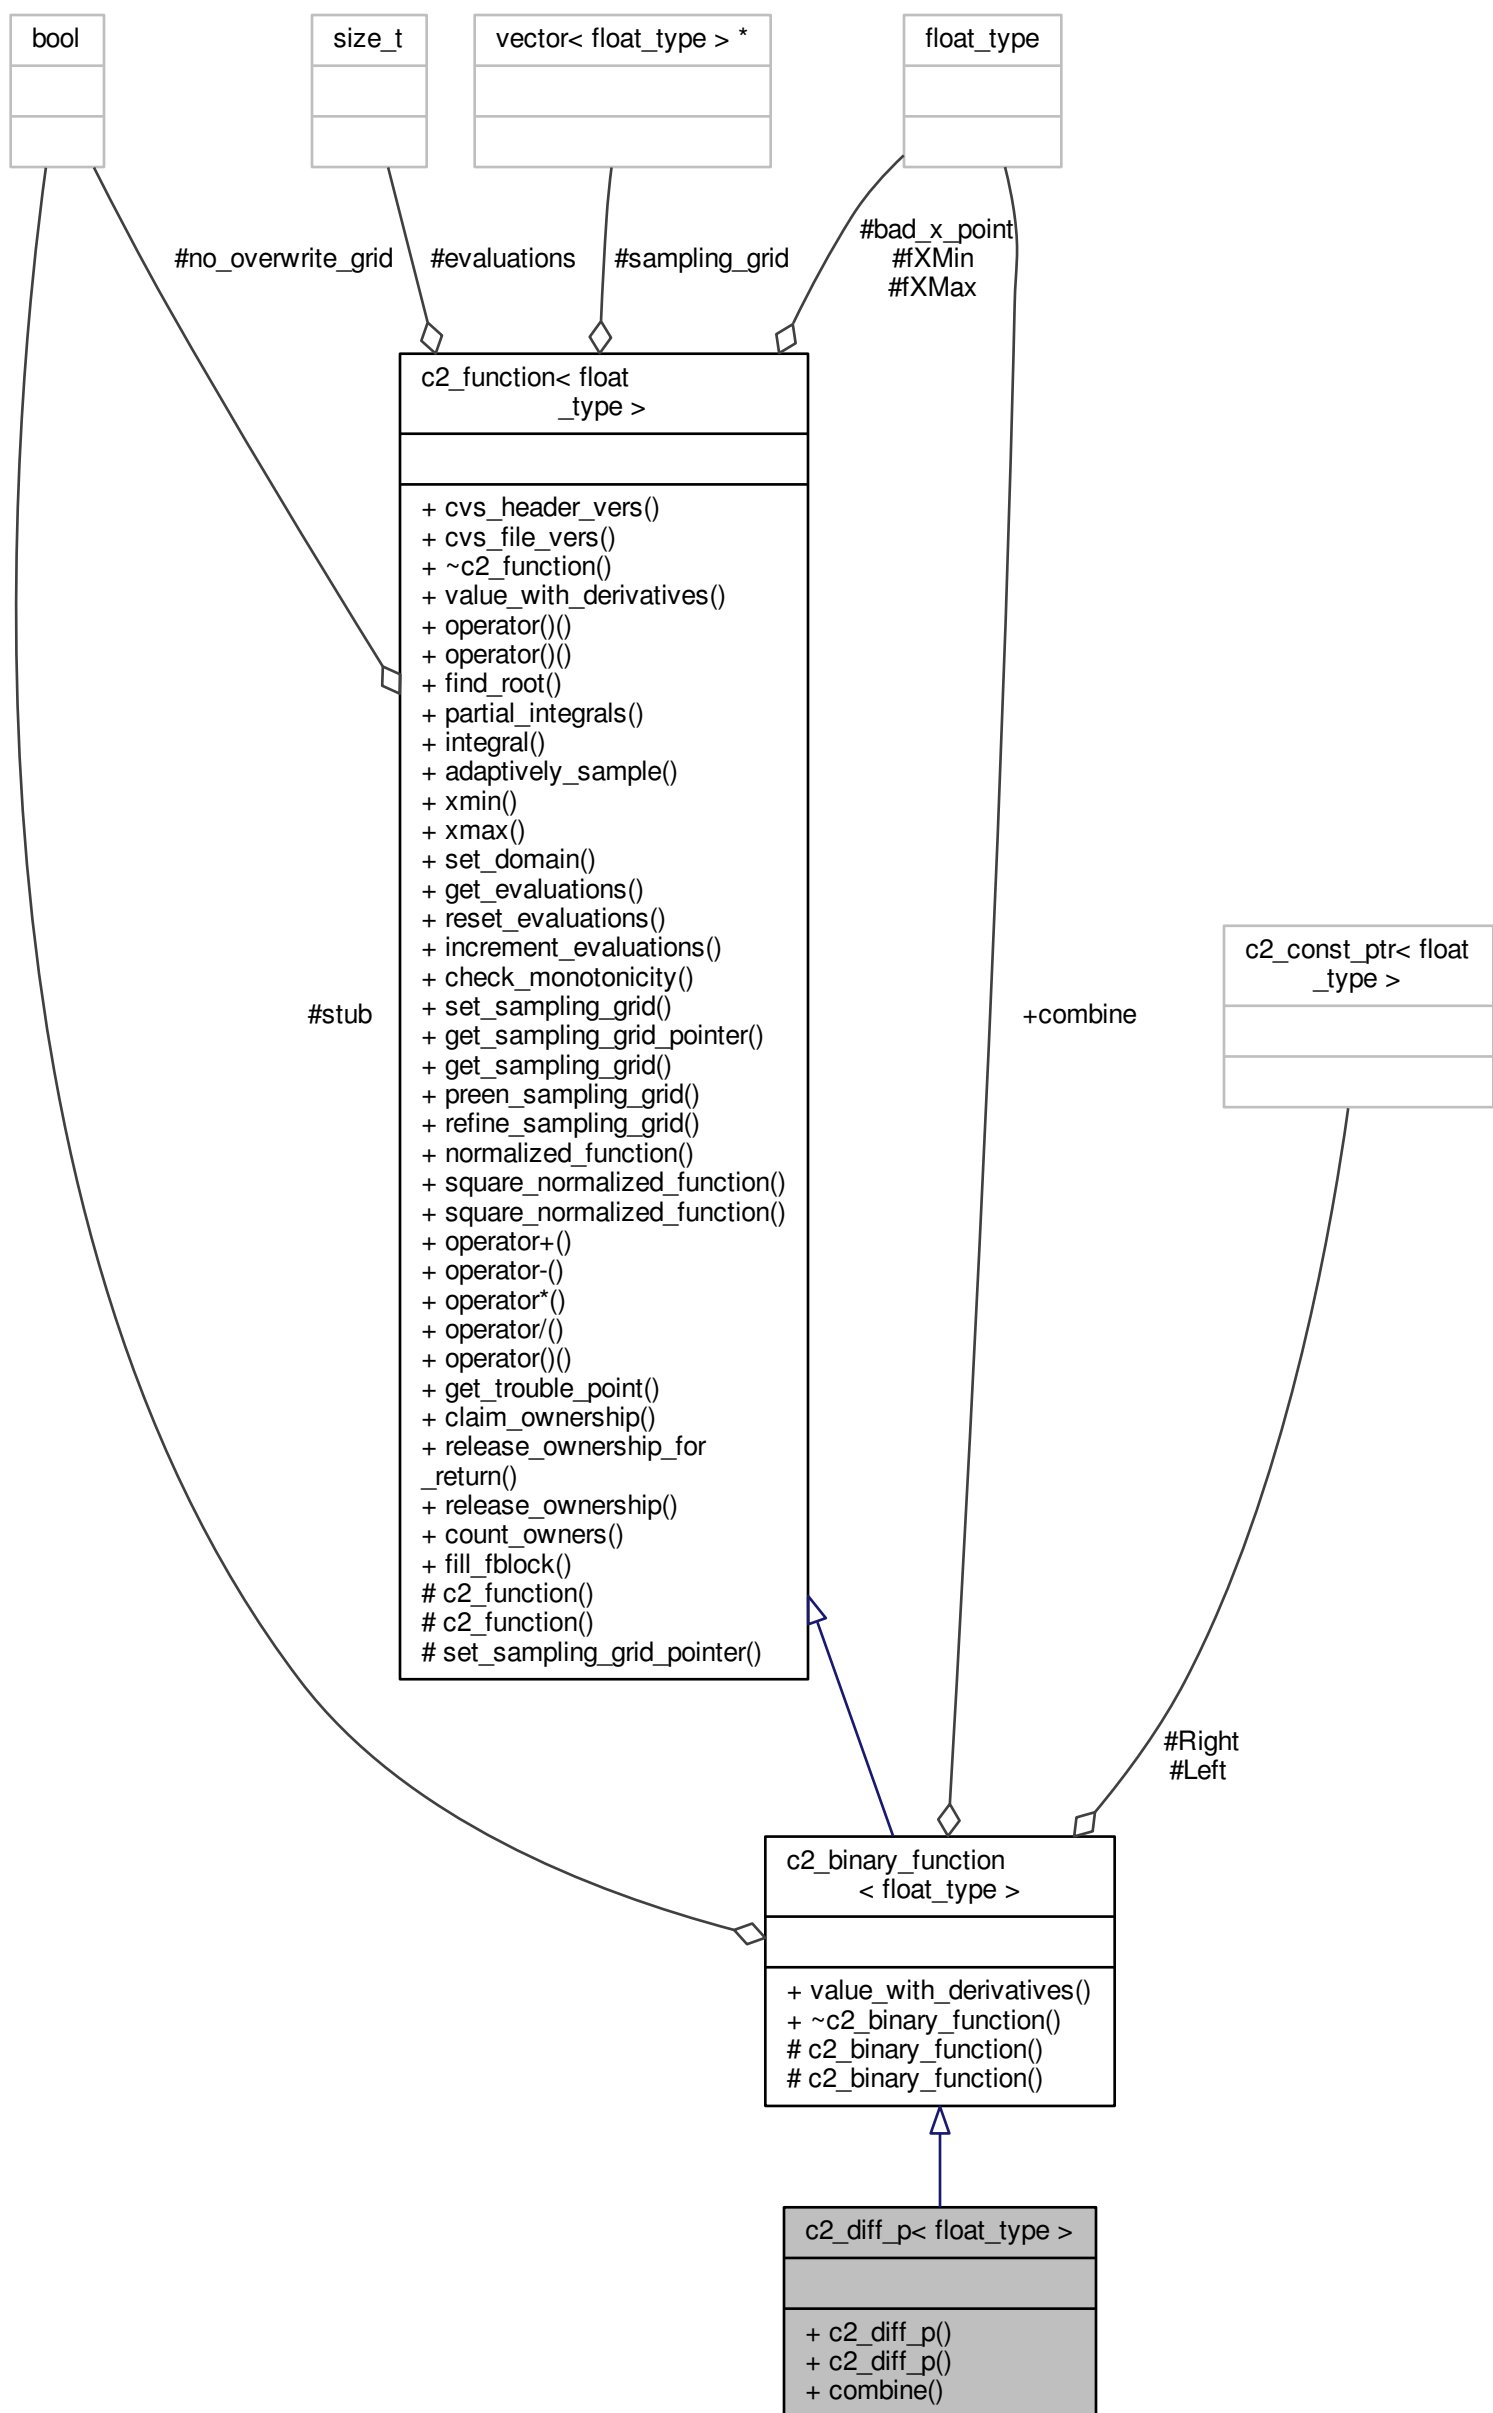 bool
size_t
vector< float_type > *
float_type
#no_overwrite_grid
#evaluations
#sampling_grid
#bad_x_point
#fXMin
#fXMax
c2_function< float
_type >
+ cvs_header_vers()
+ cvs_file_vers()
+ ~c2_function()
+ value_with_derivatives()
+ operator()()
+ operator()()
+ find_root()
+ partial_integrals()
+ integral()
+ adaptively_sample()
+ xmin()
+ xmax()
+ set_domain()
+ get_evaluations()
+ reset_evaluations()
+ increment_evaluations()
+ check_monotonicity()
+ set_sampling_grid()
+ get_sampling_grid_pointer()
+ get_sampling_grid()
+ preen_sampling_grid()
+ refine_sampling_grid()
+ normalized_function()
+ square_normalized_function()
+ square_normalized_function()
+ operator+()
+ operator-()
+ operator*()
+ operator/()
+ operator()()
+ get_trouble_point()
+ claim_ownership()
+ release_ownership_for
_return()
+ release_ownership()
+ count_owners()
+ fill_fblock()
# c2_function()
# c2_function()
# set_sampling_grid_pointer()
#stub
+combine
c2_const_ptr< float
_type >
#Right
#Left
c2_binary_function
< float_type >
+ value_with_derivatives()
+ ~c2_binary_function()
# c2_binary_function()
# c2_binary_function()
c2_diff_p< float_type >
+ c2_diff_p()
+ c2_diff_p()
+ combine()